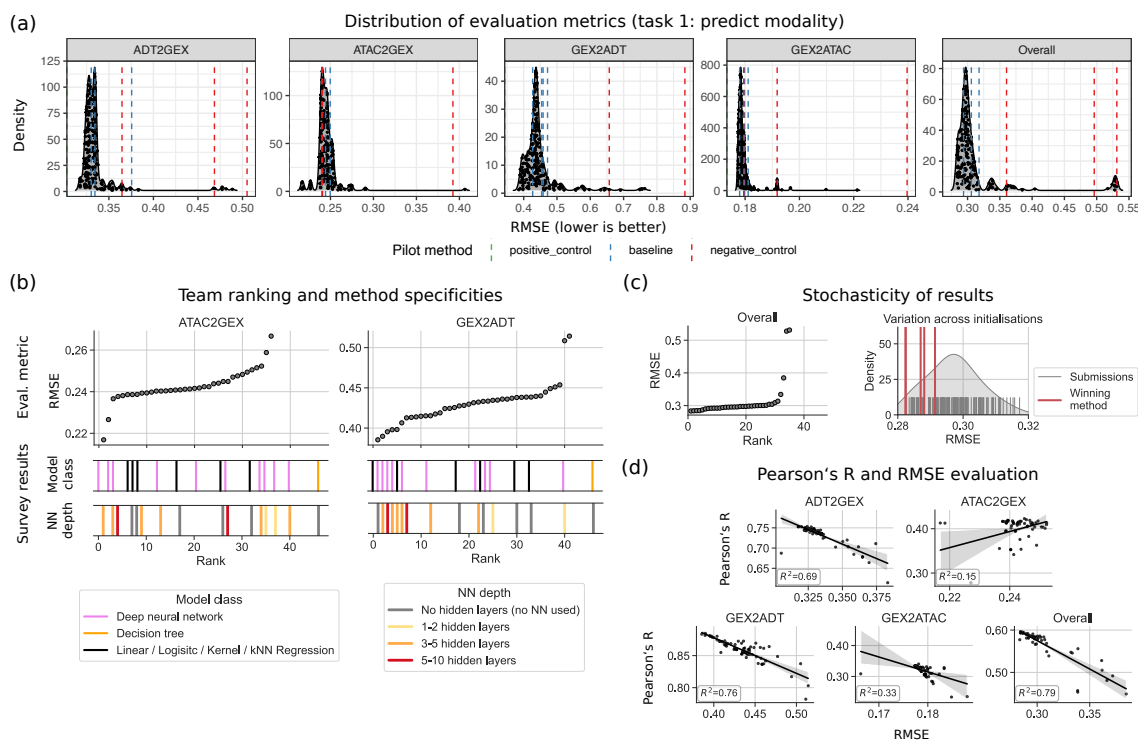 (a)
Distribution of evaluation metrics (task 1: predict modality)
ADT2GEX
ATAC2GEX
GEX2ADT
GEX2ATAC
Overall
Density
125
100
75
50
25
0
0.35 0.40 0.45 0.50
100
50
0
0.25 0.30 0.35 0.40
40
30
20
10
0
0.4 0.5 0.6 0.7 0.8 0.9
800
600
400
200
0
0.18 0.20 0.22 0.24
80
60
40
20
0
0.30 0.35 0.40 0.45 0.50 0.55
RMSE (lower is better)
Pilot method
positive_control
baseline
negative_control
(b)
Team ranking and method specificities
ATAC2GEX
GEX2ADT
Eval. metric
RMSE
0.26
0.24
0.22
0.50
0.45
0.40
Survey results
Model class
NN depth
0 10 20 30 40
Rank
0 10 20 30 40
Rank
Model class
Deep neural network
Decision tree
Linear / Logisitc / Kernel / kNN Regression
NN depth
No hidden layers (no NN used)
1-2 hidden layers
3-5 hidden layers
5-10 hidden layers
(c)
Stochasticity of results
Overall
RMSE
0.5
0.4
0.3
Rank
Variation across initialisations
Density
50
25
0
0.28 0.30 0.32
RMSE
Submissions
Winning
method
(d)
Pearson's R and RMSE evaluation
ADT2GEX
Pearson's R
0.75
0.70
0.65
R²=0.69
0.325 0.350 0.375
ATAC2GEX
0.40
0.30
R²=0.15
0.22 0.24
GEX2ADT
Pearson's R
0.85
0.80
R²=0.76
0.40 0.45 0.50
GEX2ATAC
0.40
0.30
R²=0.33
0.17 0.18
RMSE
Overall
0.60
0.50
R²=0.79
0.30 0.35